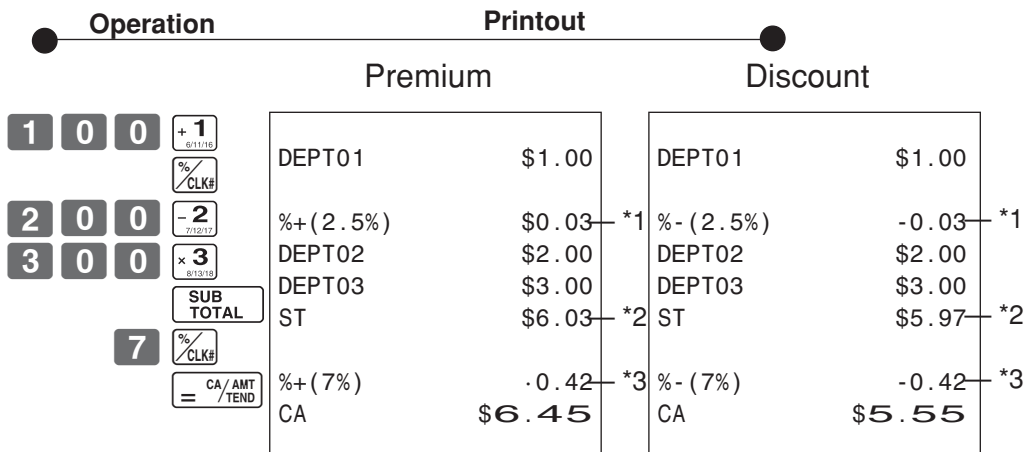 Operation Printout
Premium Discount
1 0 0 + 1 6/11/16
%/CLK#
2 0 0 - 2 7/12/17
3 0 0 × 3 8/13/18
SUB TOTAL
7 %/CLK#
= CA/AMT/TEND
DEPT01 $1.00
%+(2.5%) $0.03 *1
DEPT02 $2.00
DEPT03 $3.00
ST $6.03 *2
%+(7%) ·0.42 *3
CA $6.45
DEPT01 $1.00
%-(2.5%) -0.03 *1
DEPT02 $2.00
DEPT03 $3.00
ST $5.97 *2
%-(7%) -0.42 *3
CA $5.55